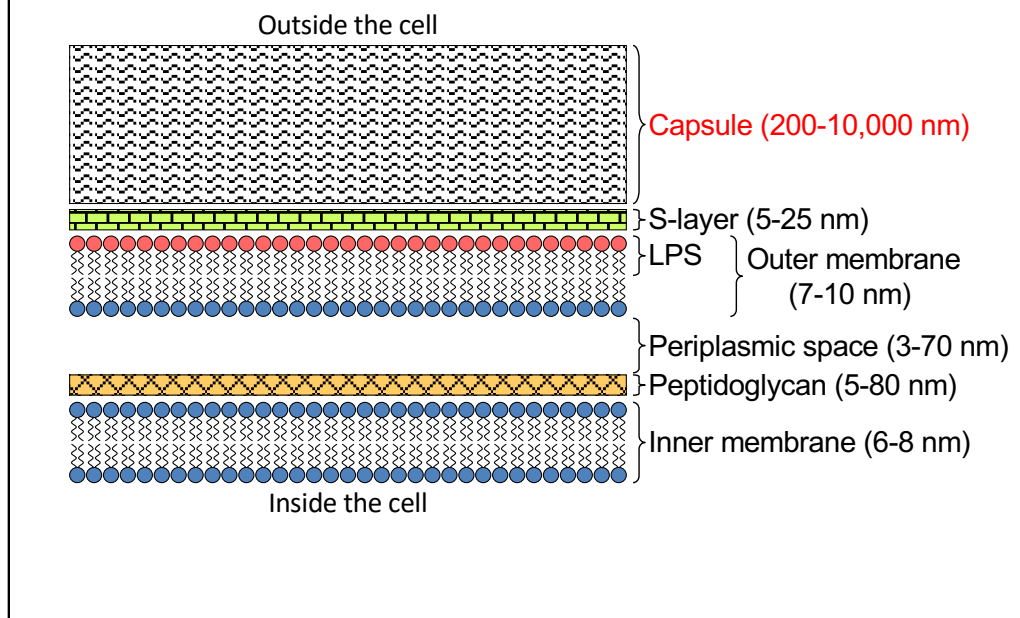 Outside the cell
Capsule (200-10,000 nm)
S-layer (5-25 nm)
LPS
Outer membrane
(7-10 nm)
Periplasmic space (3-70 nm)
Peptidoglycan (5-80 nm)
Inner membrane (6-8 nm)
Inside the cell